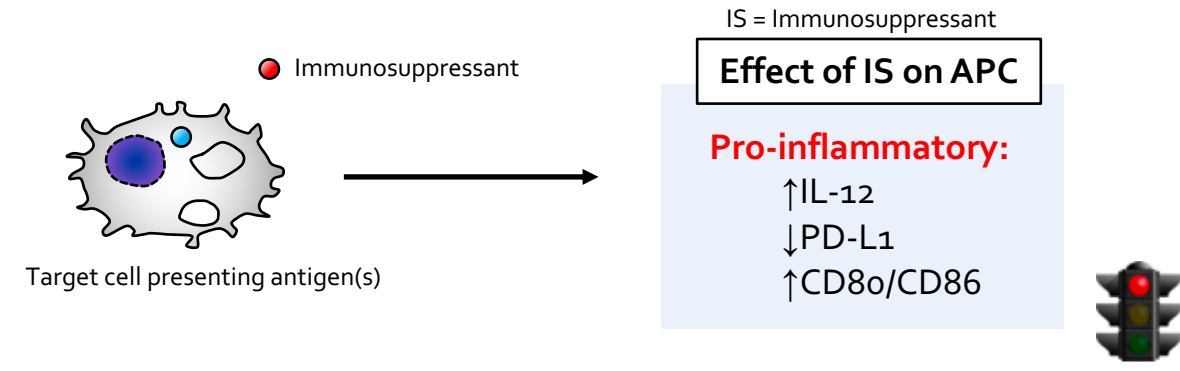 IS = Immunosuppressant
Immunosuppressant
Effect of IS on APC
Pro-inflammatory:
↑IL-12
↓PD-L1
↑CD80/CD86
Target cell presenting antigen(s)